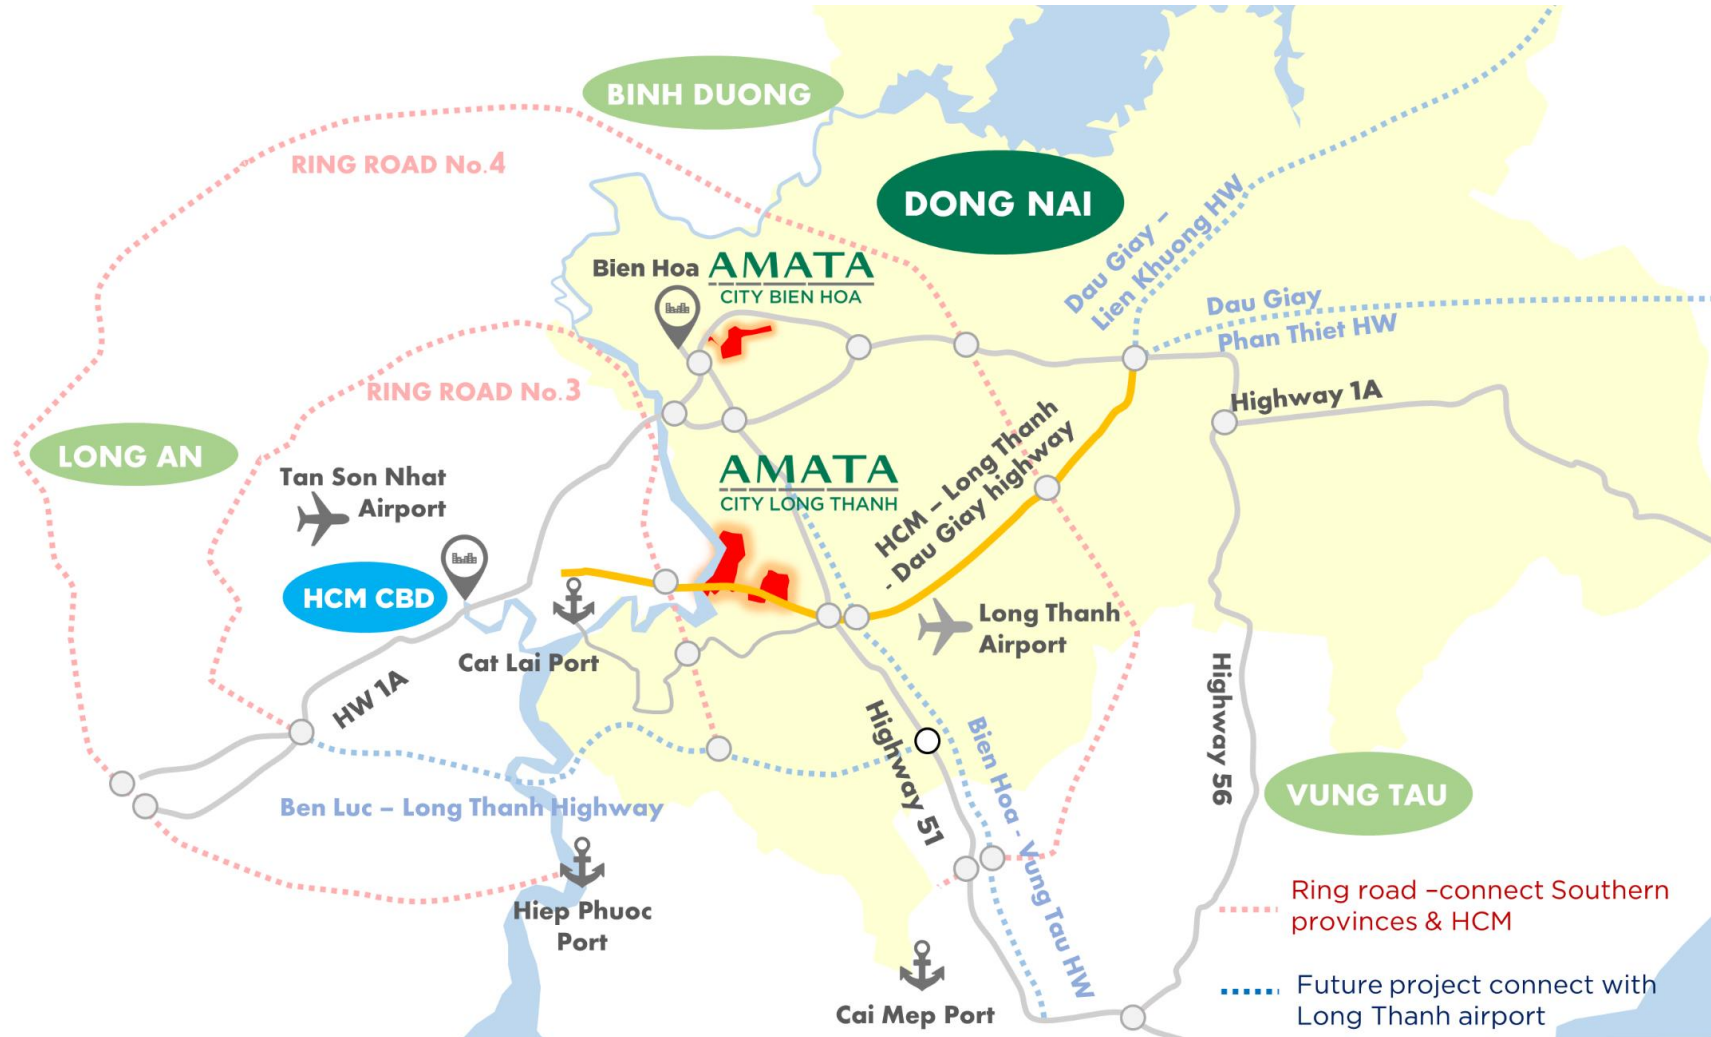 BINH DUONG
RING ROAD No.4
DONG NAI
Dau Giay –
Lien Khuong HW
Bien Hoa
AMATA
CITY BIEN HOA
Dau Giay
Phan Thiet HW
RING ROAD No.3
Highway 1A
LONG AN
Tan Son Nhat
Airport
AMATA
CITY LONG THANH
HCM – Long Thanh
- Dau Giay highway
HCM CBD
Long Thanh
Airport
Cat Lai Port
HW 1A
Highway 51
Bien Hoa - Vung Tau HW
Highway 56
Ben Luc – Long Thanh Highway
VUNG TAU
Hiep Phuoc
Port
Cai Mep Port
Ring road –connect Southern
provinces & HCM
Future project connect with
Long Thanh airport